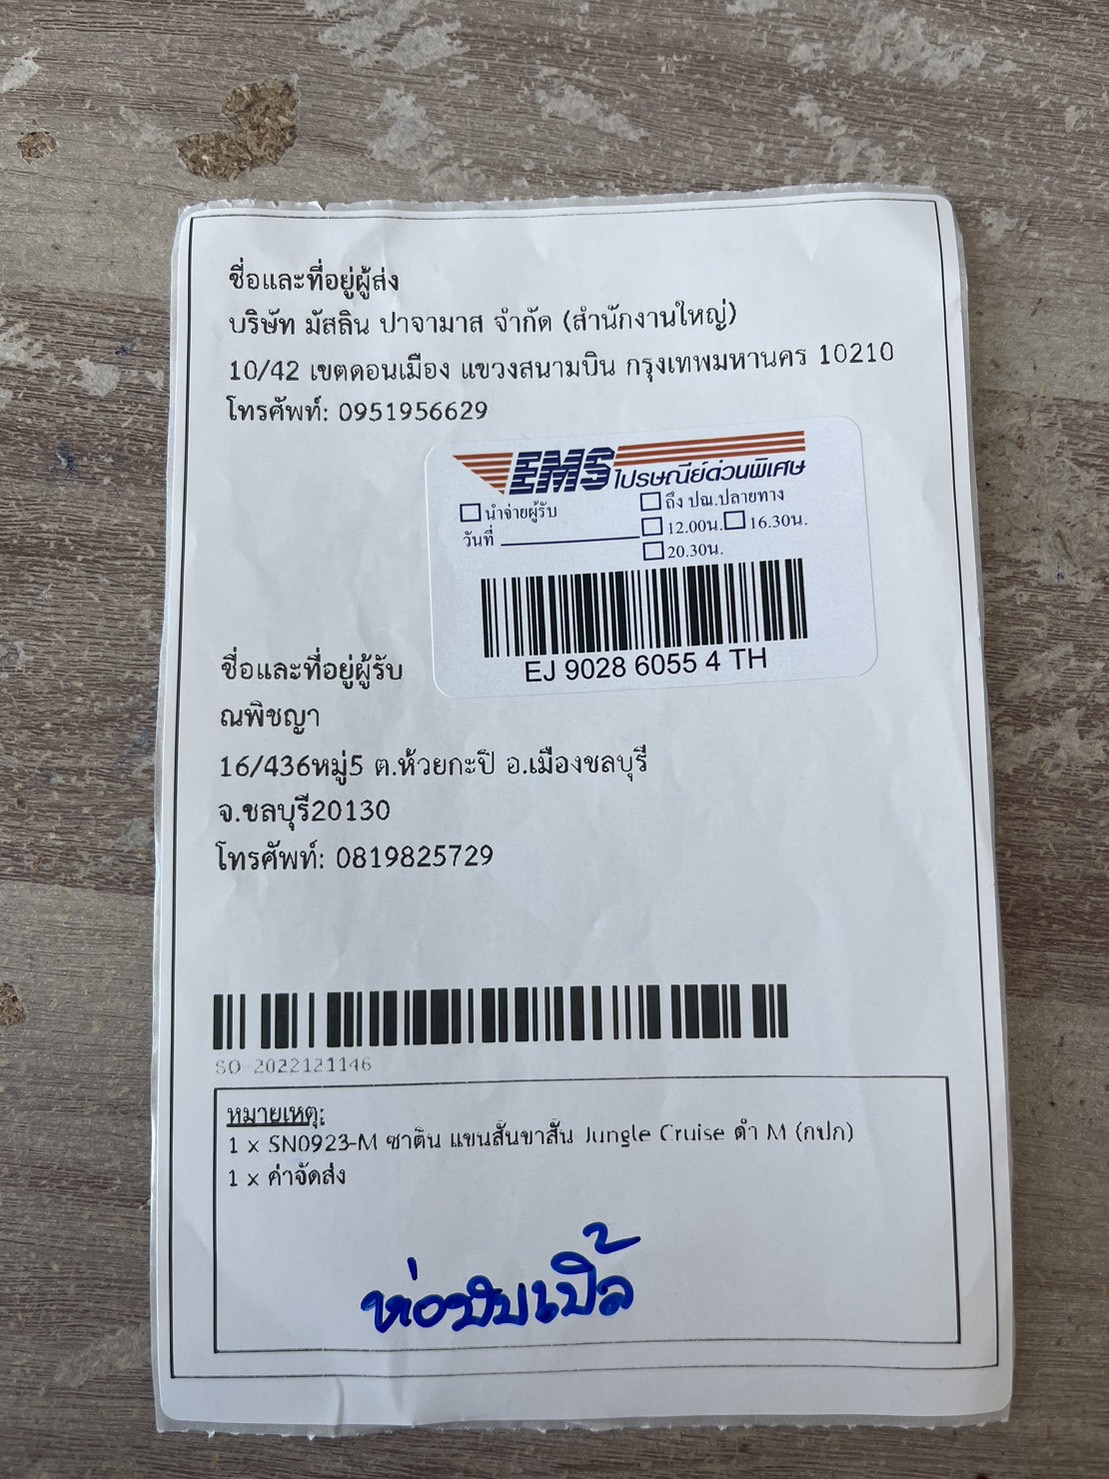 ชื่อและที่อยู่ผู้ส่ง
บริษัท มัสลิน ปาจามาส จำกัด (สำนักงานใหญ่)
10/42 เขตดอนเมือง แขวงสนามบิน กรุงเทพมหานคร 10210
โทรศัพท์: 0951956629
EMS ไปรษณีย์ด่วนพิเศษ
นำจ่ายผู้รับ ถึง ปณ.ปลายทาง
วันที่ 12.00น. 16.30น.
20.30น.
EJ 9028 6055 4 TH
ชื่อและที่อยู่ผู้รับ
ณพิชญา
16/436หมู่5 ต.ห้วยกะปิ อ.เมืองชลบุรี
จ.ชลบุรี20130
โทรศัพท์: 0819825729
SO-2022121146
หมายเหตุ:
1 x SN0923-M ซาติน แขนสั้นขาสั้น Jungle Cruise ดำ M (กปก)
1 x ค่าจัดส่ง
ห่อบับเบิ้ล